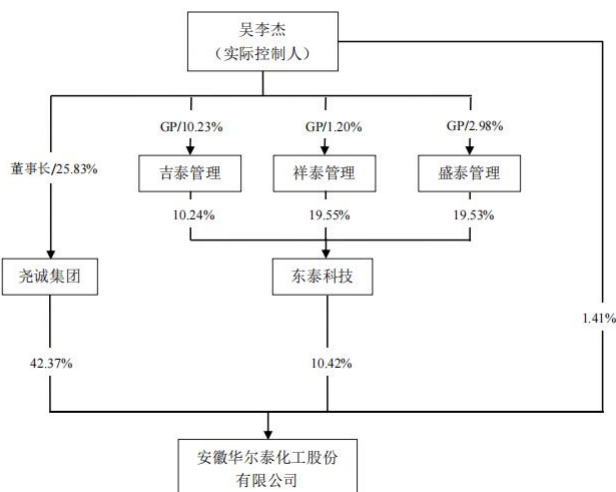 吴李杰
（实际控制人）
GP/10.23%
GP/1.20%
GP/2.98%
董事长/25.83%
吉泰管理
祥泰管理
盛泰管理
10.24%
19.55%
19.53%
尧诚集团
东泰科技
1.41%
42.37%
10.42%
安徽华尔泰化工股份
有限公司